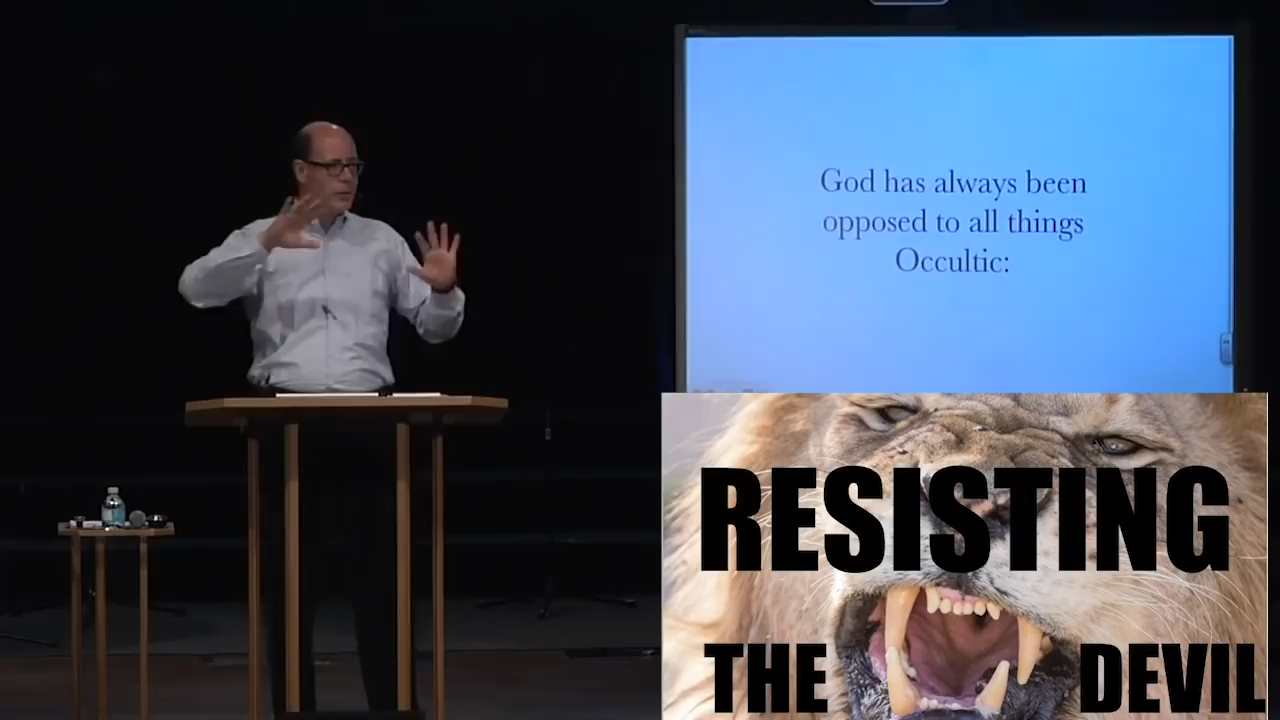 God has always been
opposed to all things
Occultic:
RESISTING
THE DEVIL